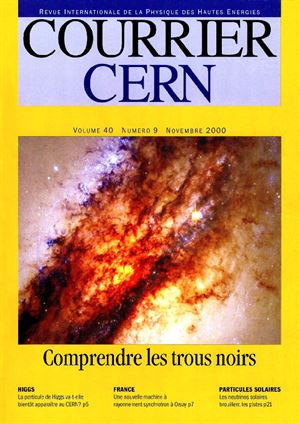 REVUE INTERNATIONALE DE LA PHYSIQUE DES HAUTES ENERGIES
COURRIER
CERN
VOLUME 40 NUMERO 9 NOVEMBRE 2000
Comprendre les trous noirs
HIGGS
La particule de Higgs va-t-elle
bientôt apparaître au CERN? p5
FRANCE
Une nouvelle machine à
rayonnement synchrotron à Orsay p7
PARTICULES SOLAIRES
Les neutrinos solaires
brouillent les pistes p21